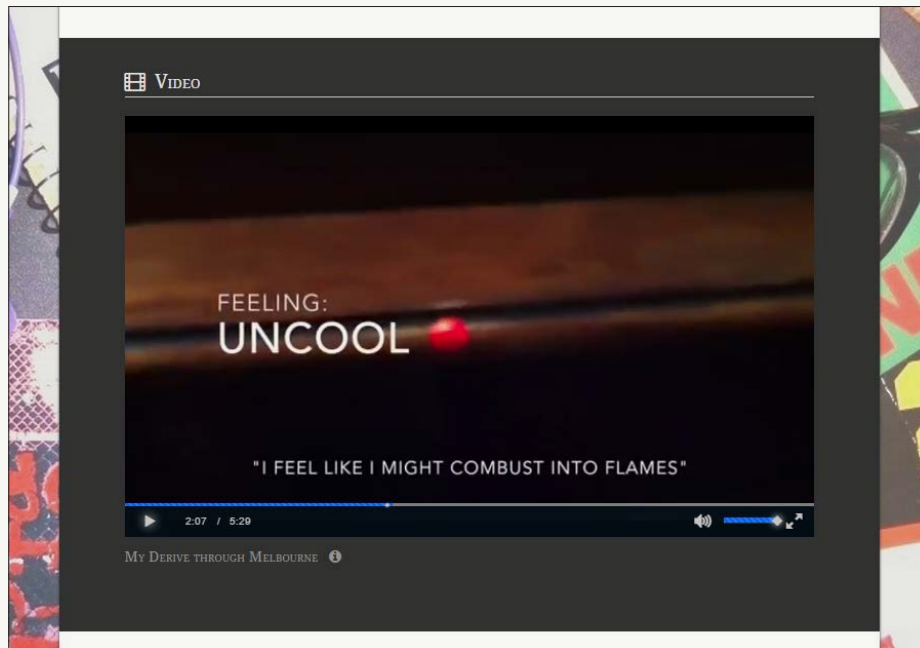 Video
FEELING:
UNCOOL
"I FEEL LIKE I MIGHT COMBUST INTO FLAMES"
2:07 / 5:29
My Derive through Melbourne